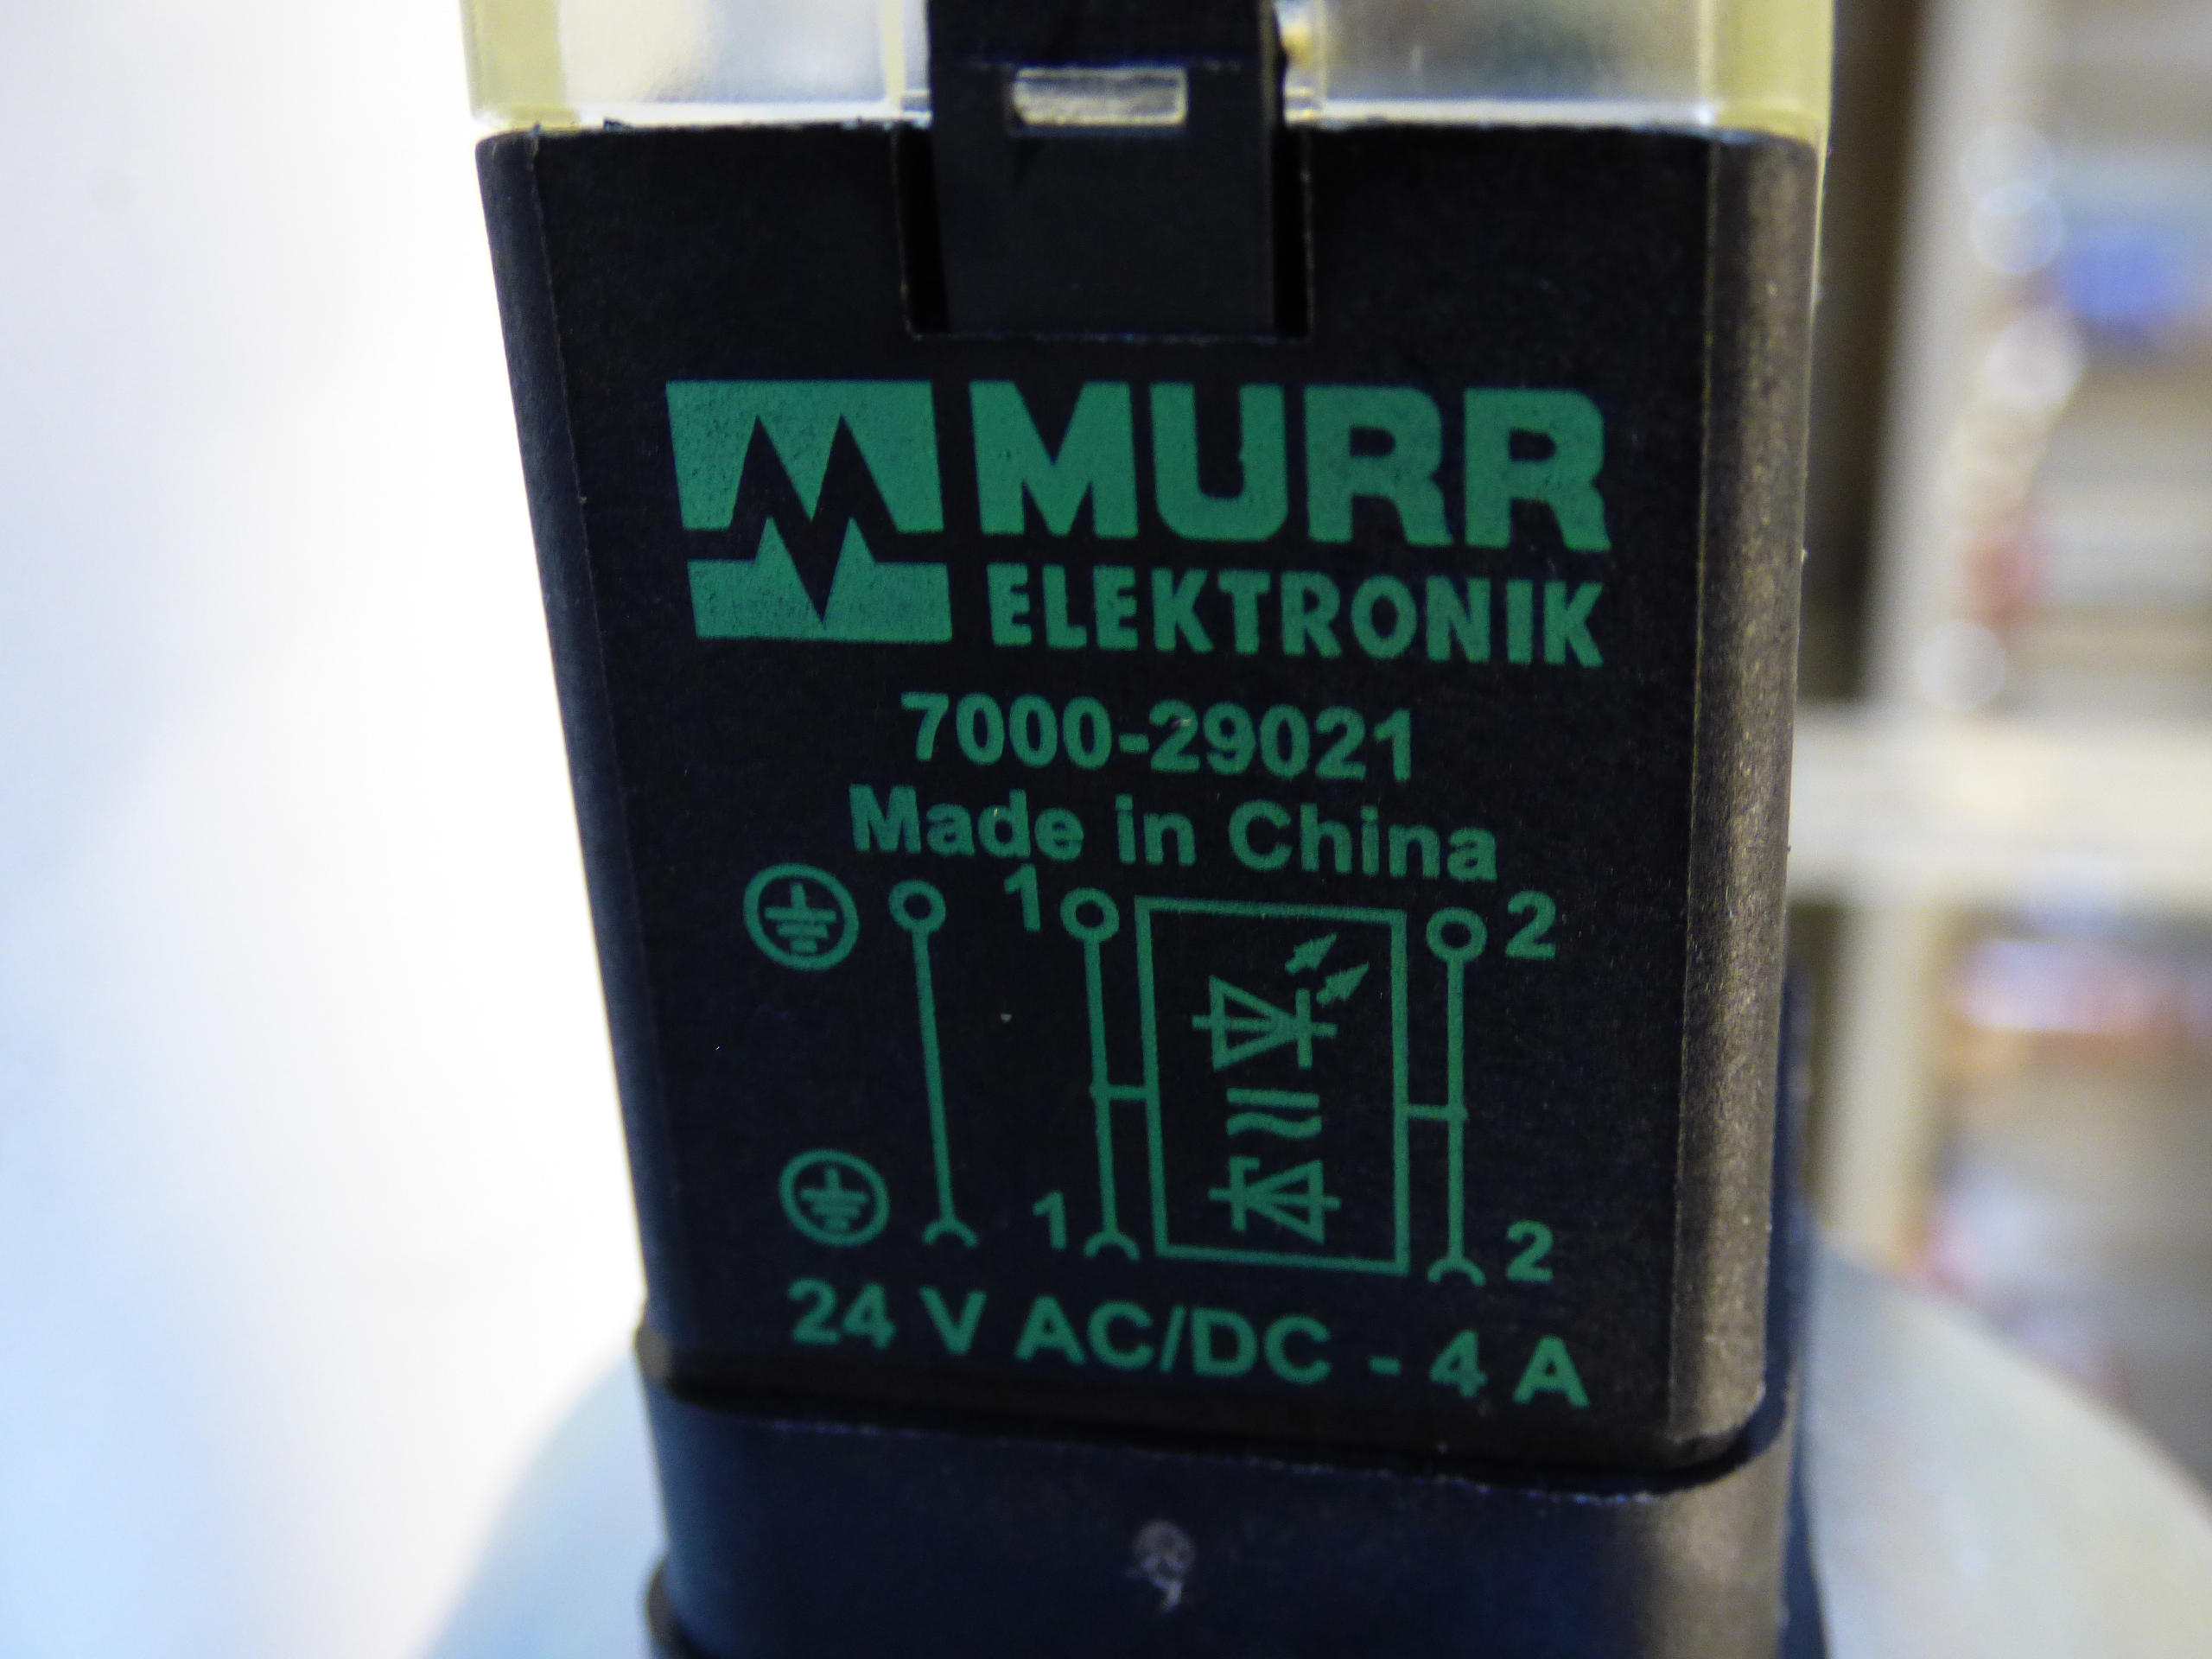 MURR
ELEKTRONIK
7000-29021
Made in China
1 2
1 2
24 V AC/DC - 4 A